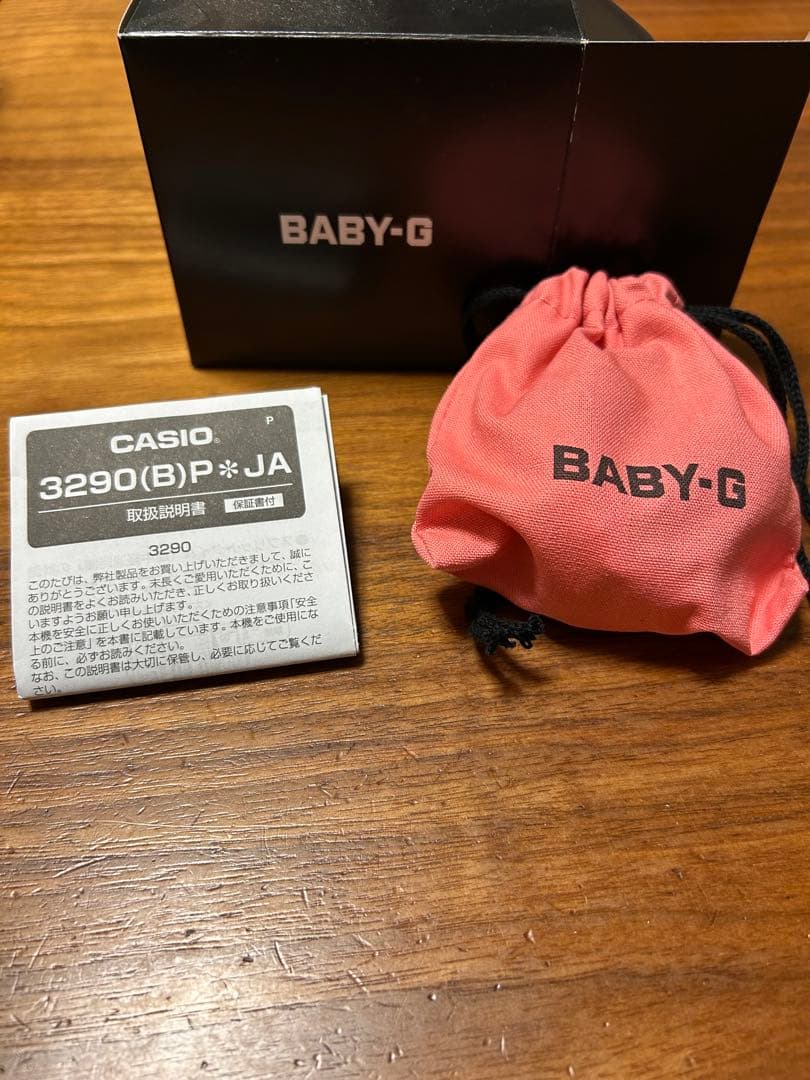 BABY-G
BABY-G
P
CASIO®
3290(B)P*JA
取扱説明書 保証書付
3290
このたびは、弊社製品をお買い上げいただきまして、誠に
ありがとうございます。末長くご愛用いただくために、こ
の説明書をよくお読みいただき、正しくお取り扱いくださ
いますようお願い申し上げます。
本機を安全に正しくお使いいただくための注意事項「安全
上のご注意」を本書に記載しています。本機をご使用にな
る前に、必ずお読みください。
なお、この説明書は大切に保管し、必要に応じてご覧くだ
さい。